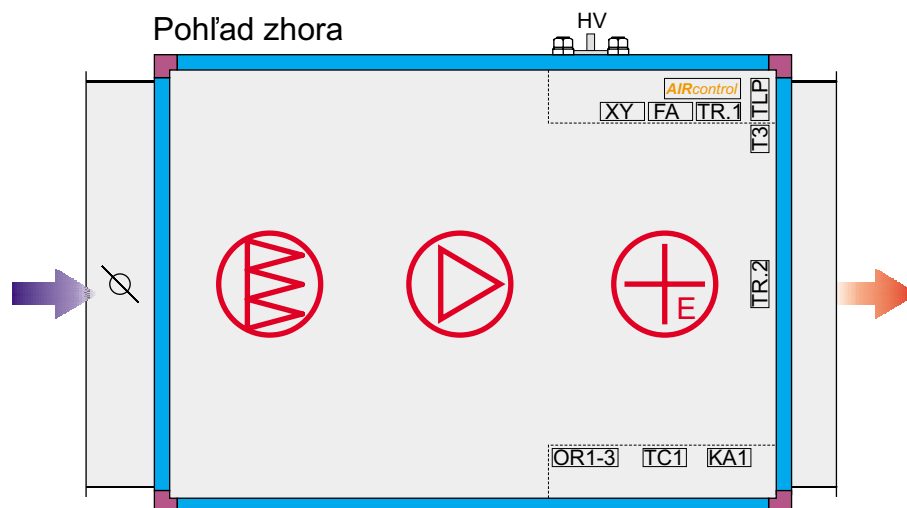 Pohľad zhora
HV
AIRcontrol
XY FA TR.1 TLP
T3
TR.2
E
OR1-3 TC1 KA1